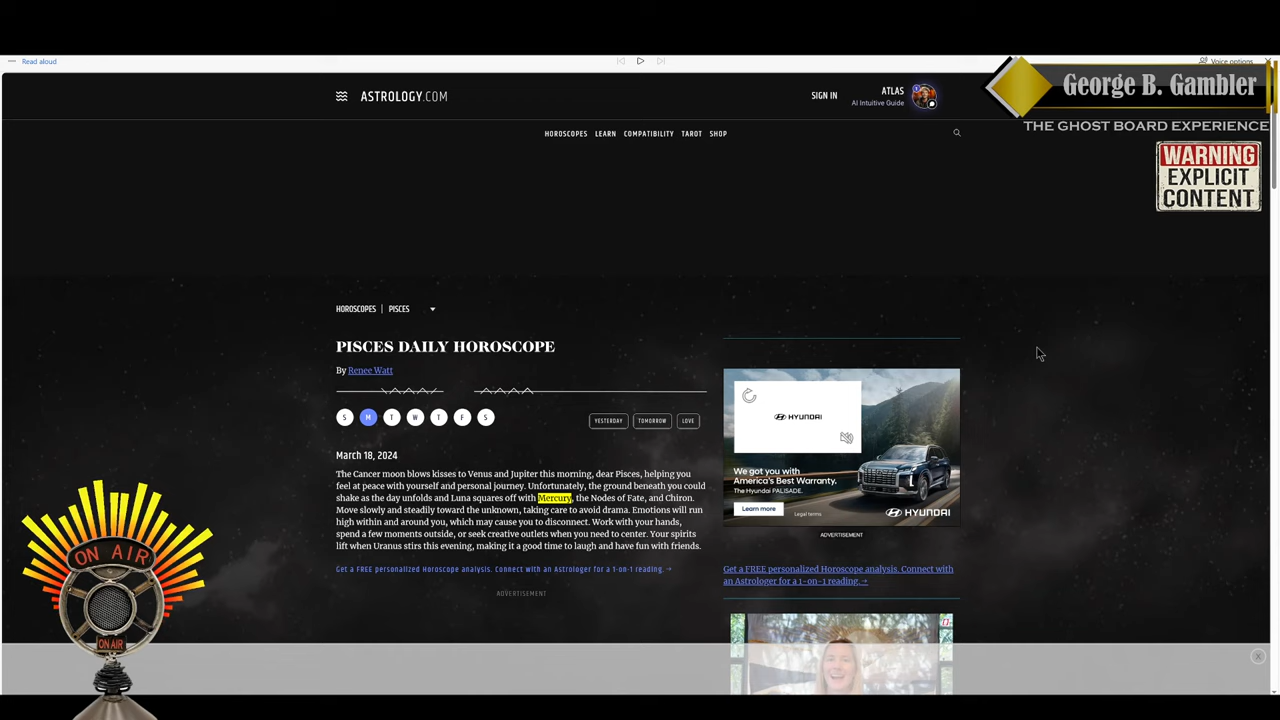 Read aloud
Voice options
George B. Gambler
THE GHOST BOARD EXPERIENCE
WARNING
EXPLICIT
CONTENT
ASTROLOGY.COM
SIGN IN
ATLAS
AI Intuitive Guide
HOROSCOPES LEARN COMPATIBILITY TAROT SHOP
HOROSCOPES | PISCES
PISCES DAILY HOROSCOPE
By Renee Watt
S M T W T F S
YESTERDAY TOMORROW LOVE
March 18, 2024
The Cancer moon blows kisses to Venus and Jupiter this morning, dear Pisces, helping you
feel at peace with yourself and personal journey. Unfortunately, the ground beneath you could
shake as the day unfolds and Luna squares off with Mercury, the Nodes of Fate, and Chiron.
Move slowly and steadily toward the unknown, taking care to avoid drama. Emotions will run
high within and around you, which may cause you to disconnect. Work with your hands,
spend a few moments outside, or seek creative outlets when you need to center. Your spirits
lift when Uranus stirs this evening, making it a good time to laugh and have fun with friends.
Get a FREE personalized Horoscope analysis. Connect with an Astrologer for a 1-on-1 reading. →
ADVERTISEMENT
HYUNDAI
We got you with
America's Best Warranty.
The Hyundai PALISADE.
Learn more
Legal terms
HYUNDAI
ADVERTISEMENT
Get a FREE personalized Horoscope analysis. Connect with
an Astrologer for a 1-on-1 reading. →
ON AIR
ON AIR